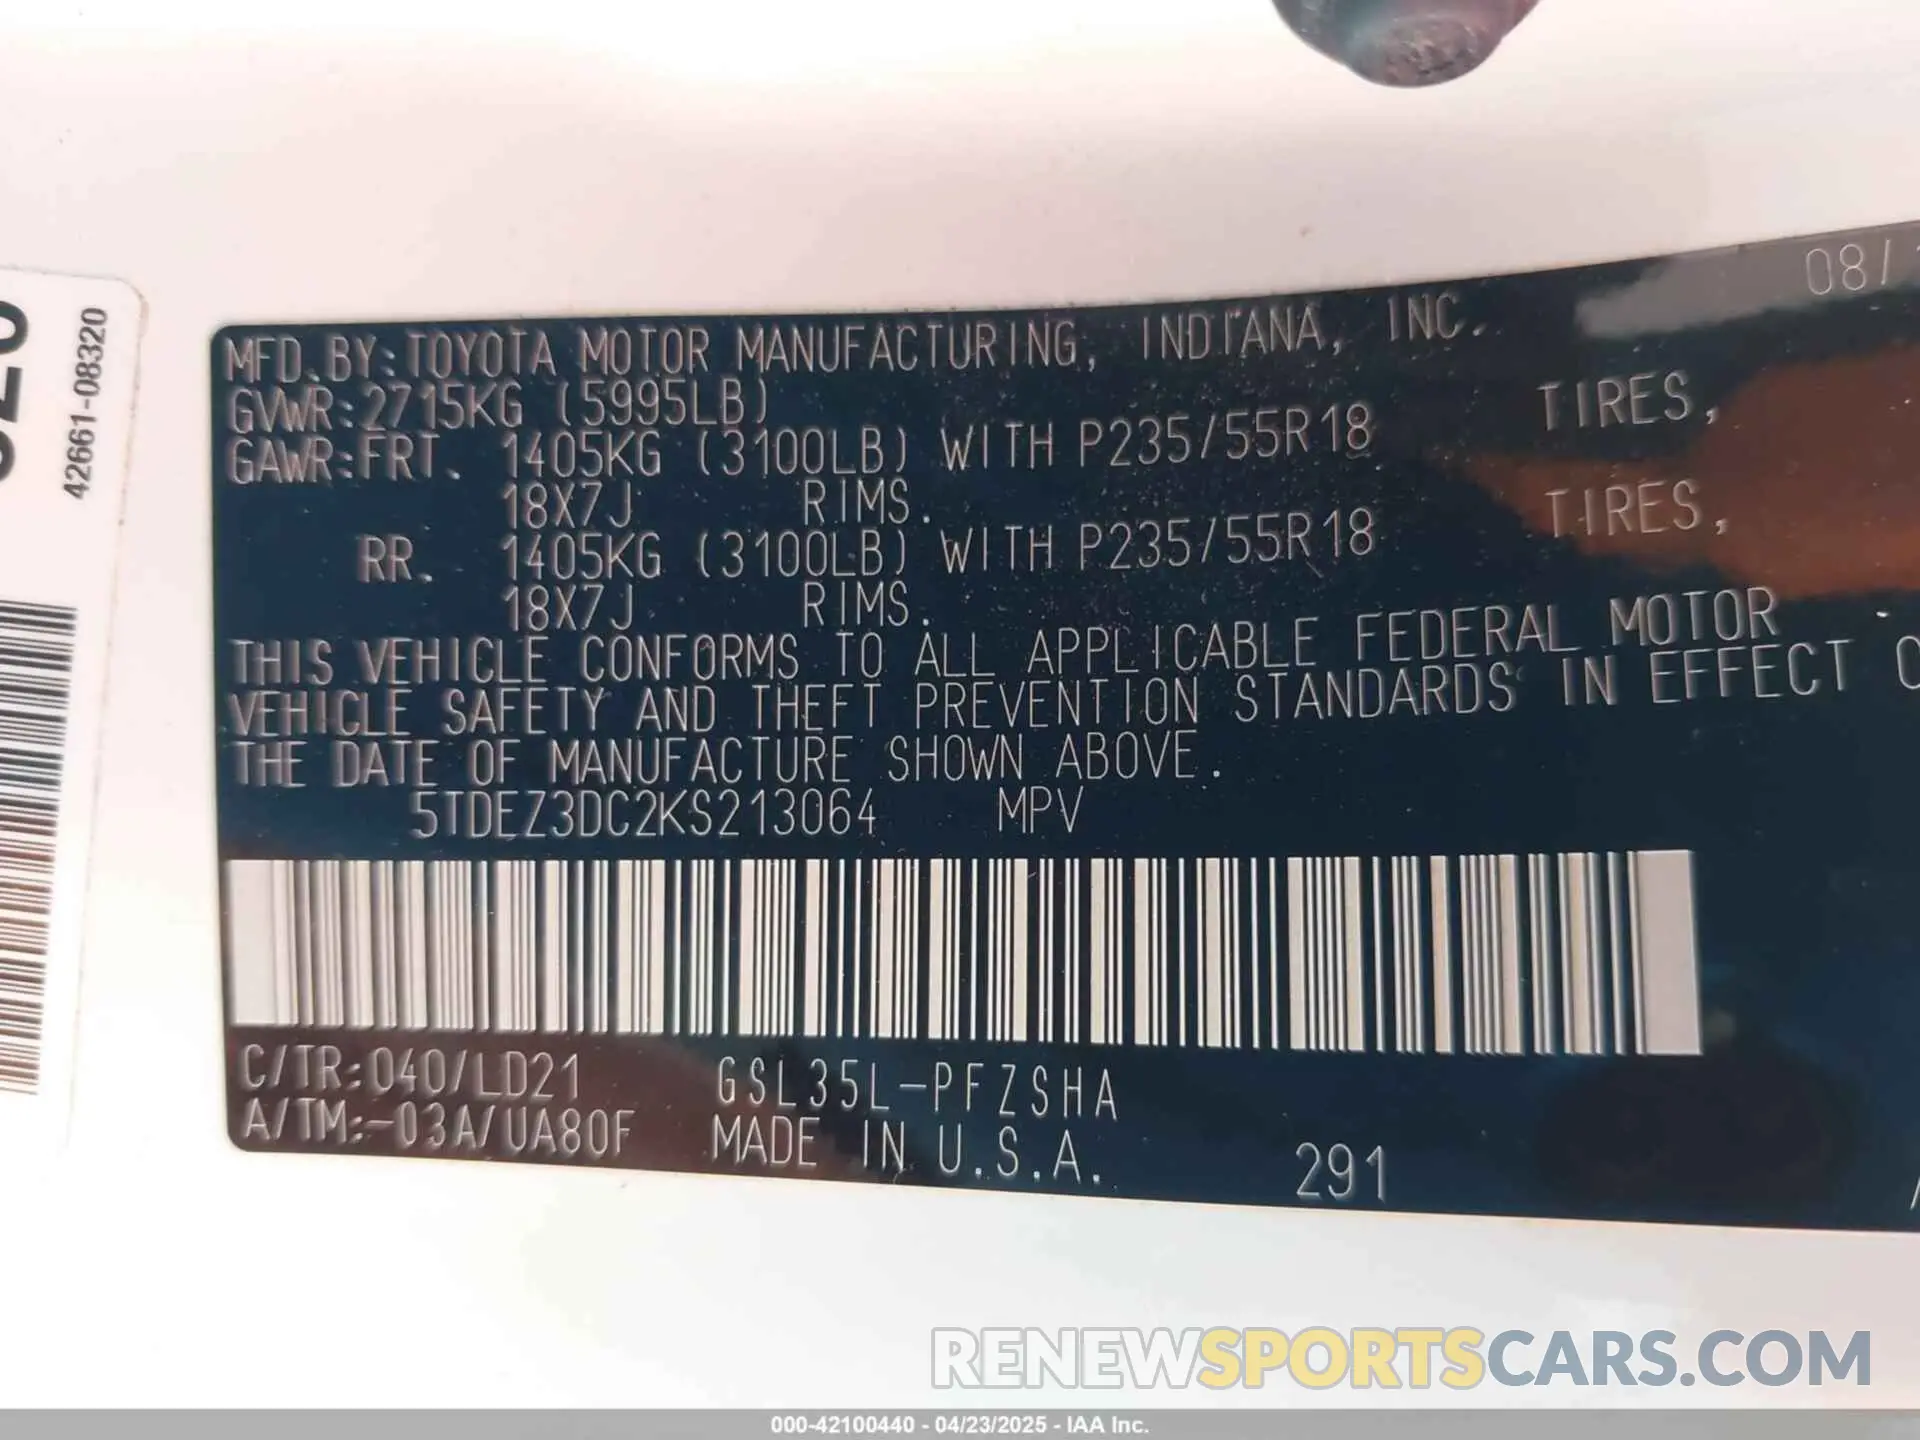 08/
MFD.BY:TOYOTA MOTOR MANUFACTURING, INDIANA, INC.
GVWR:2715KG (5995LB)
GAWR:FRT. 1405KG (3100LB) WITH P235/55R18 TIRES,
18X7J RIMS.
RR. 1405KG (3100LB) WITH P235/55R18 TIRES,
18X7J RIMS.
THIS VEHICLE CONFORMS TO ALL APPLICABLE FEDERAL MOTOR
VEHICLE SAFETY AND THEFT PREVENTION STANDARDS IN EFFECT
THE DATE OF MANUFACTURE SHOWN ABOVE.
5TDEZ3DC2KS213064 MPV
C/TR:040/LD21 GSL35L-PFZSHA
A/TM:-03A/UA80F MADE IN U.S.A. 291
42661-08320
RENEWSPORTSCARS.COM
000-42100440 - 04/23/2025 - IAA Inc.